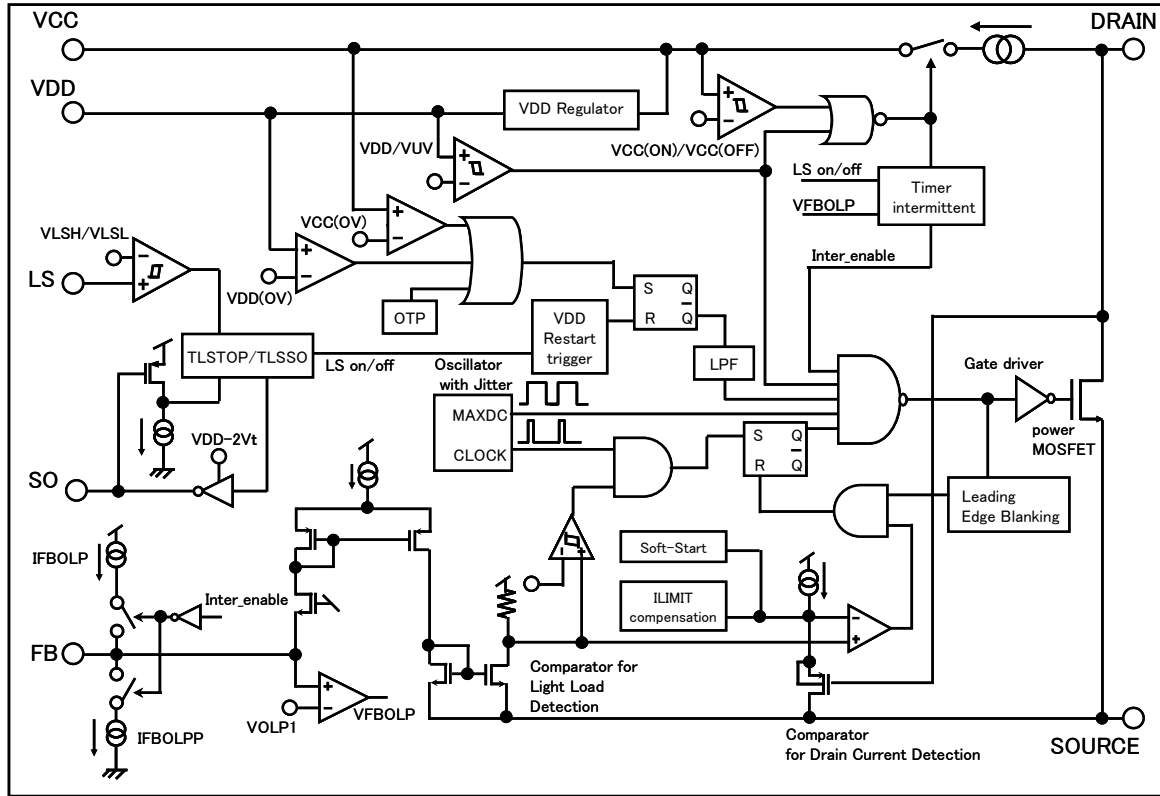 VCC
DRAIN
VDD
VDD Regulator
VDD/VUV
VCC(ON)/VCC(OFF)
LS on/off
VFBOLP
Timer
intermittent
VLSH/VLSL
VCC(OV)
Inter_enable
LS
VDD(OV)
OTP
VDD
Restart
trigger
S Q
R Q
TLSTOP/TLSSO
LS on/off
LPF
Oscillator
with Jitter
MAXDC
CLOCK
Gate driver
power
MOSFET
VDD-2Vt
S Q
R Q
SO
Leading
Edge Blanking
Soft-Start
IFBOLP
Inter_enable
ILIMIT
compensation
FB
Comparator for
Light Load
Detection
VOLP1
VFBOLP
IFBOLPP
Comparator
for Drain Current Detection
SOURCE